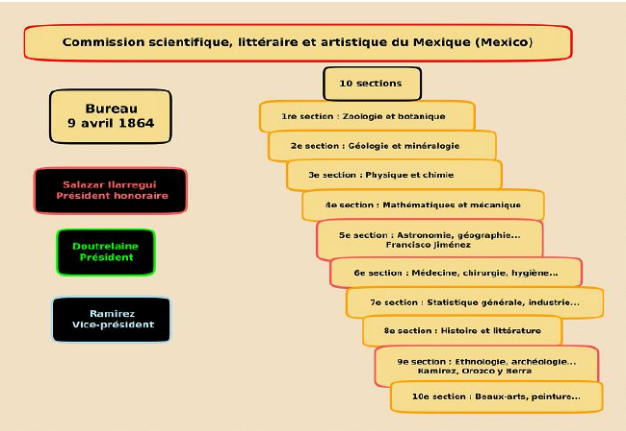 Commission scientifique, littéraire et artistique du Mexique (Mexico)
10 sections
Bureau
9 avril 1864
Salazar Ilarregui
Président honoraire
Doutrelaine
Président
Ramirez
Vice-président
1re section : Zoologie et botanique
2e section : Géologie et minéralogie
3e section : Physique et chimie
4e section : Mathématiques et mécanique
5e section : Astronomie, géographie...
Francisco Jiménez
6e section : Médecine, chirurgie, hygiène...
7e section : Statistique générale, industrie...
8e section : Histoire et littérature
9e section : Ethnologie, archéologie...
Ramirez, Orozco y Berra
10e section : Beaux-arts, peinture...